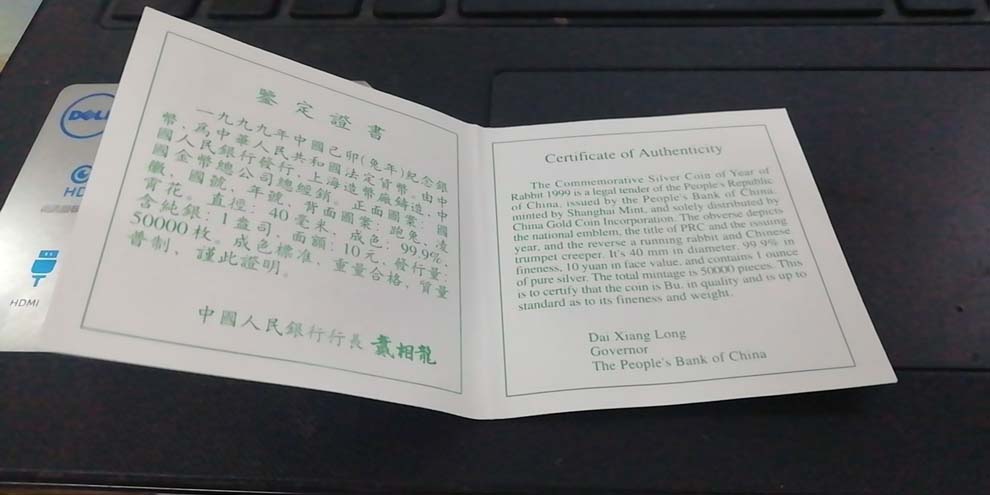 DELL
HD
HDMI
鑒定證書
一九九九年中國己卯(兔年)紀念銀
幣，為中華人民共和國法定貨幣。由中
國人民銀行發行，上海造幣廠鑄造，中
國金幣總公司總經銷。正面圖案：國
徽、國號、年號，背面圖案：跑兔、凌
霄花。直徑：40毫米，成色：99.9%，
含純銀：1盎司，面額：10元，發行量：
50000枚。成色標准，重量合格，質量
普制，謹此證明。
中國人民銀行行長 戴相龍
Certificate of Authenticity
The Commemorative Silver Coin of Year of
Rabbit 1999 is a legal tender of the People's Republic
of China, issued by the People's Bank of China,
minted by Shanghai Mint, and solely distributed by
China Gold Coin Incorporation. The obverse depicts
the national emblem, the title of PRC and the issuing
year, and the reverse a running rabbit and Chinese
trumpet creeper. It's 40 mm in diameter, 99.9% in
fineness, 10 yuan in face value, and contains 1 ounce
of pure silver. The total mintage is 50000 pieces. This
is to certify that the coin is Bu. in quality and is up to
standard as to its fineness and weight.
Dai Xiang Long
Governor
The People's Bank of China